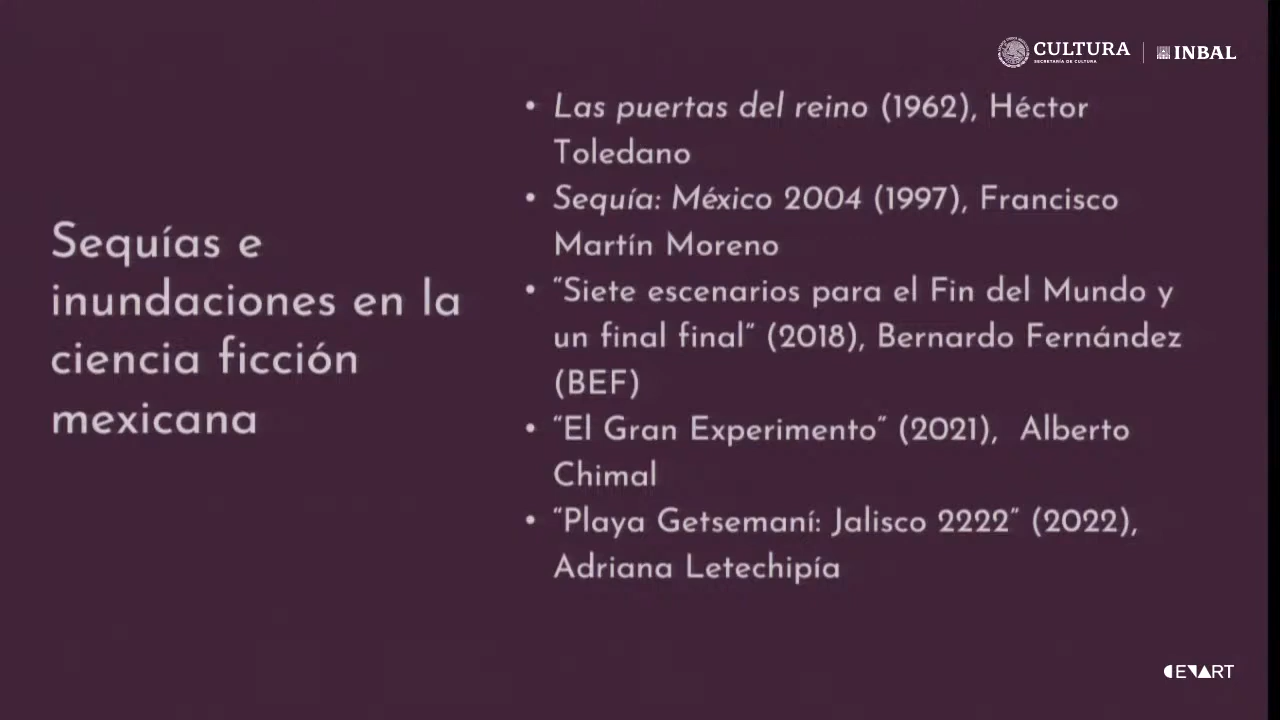 CULTURA
SECRETARÍA DE CULTURA
INBAL
Sequías e
inundaciones en la
ciencia ficción
mexicana
• Las puertas del reino (1962), Héctor
Toledano
• Sequía: México 2004 (1997), Francisco
Martín Moreno
• “Siete escenarios para el Fin del Mundo y
un final final” (2018), Bernardo Fernández
(BEF)
• “El Gran Experimento” (2021),  Alberto
Chimal
• “Playa Getsemaní: Jalisco 2222” (2022),
Adriana Letechipía
CENART